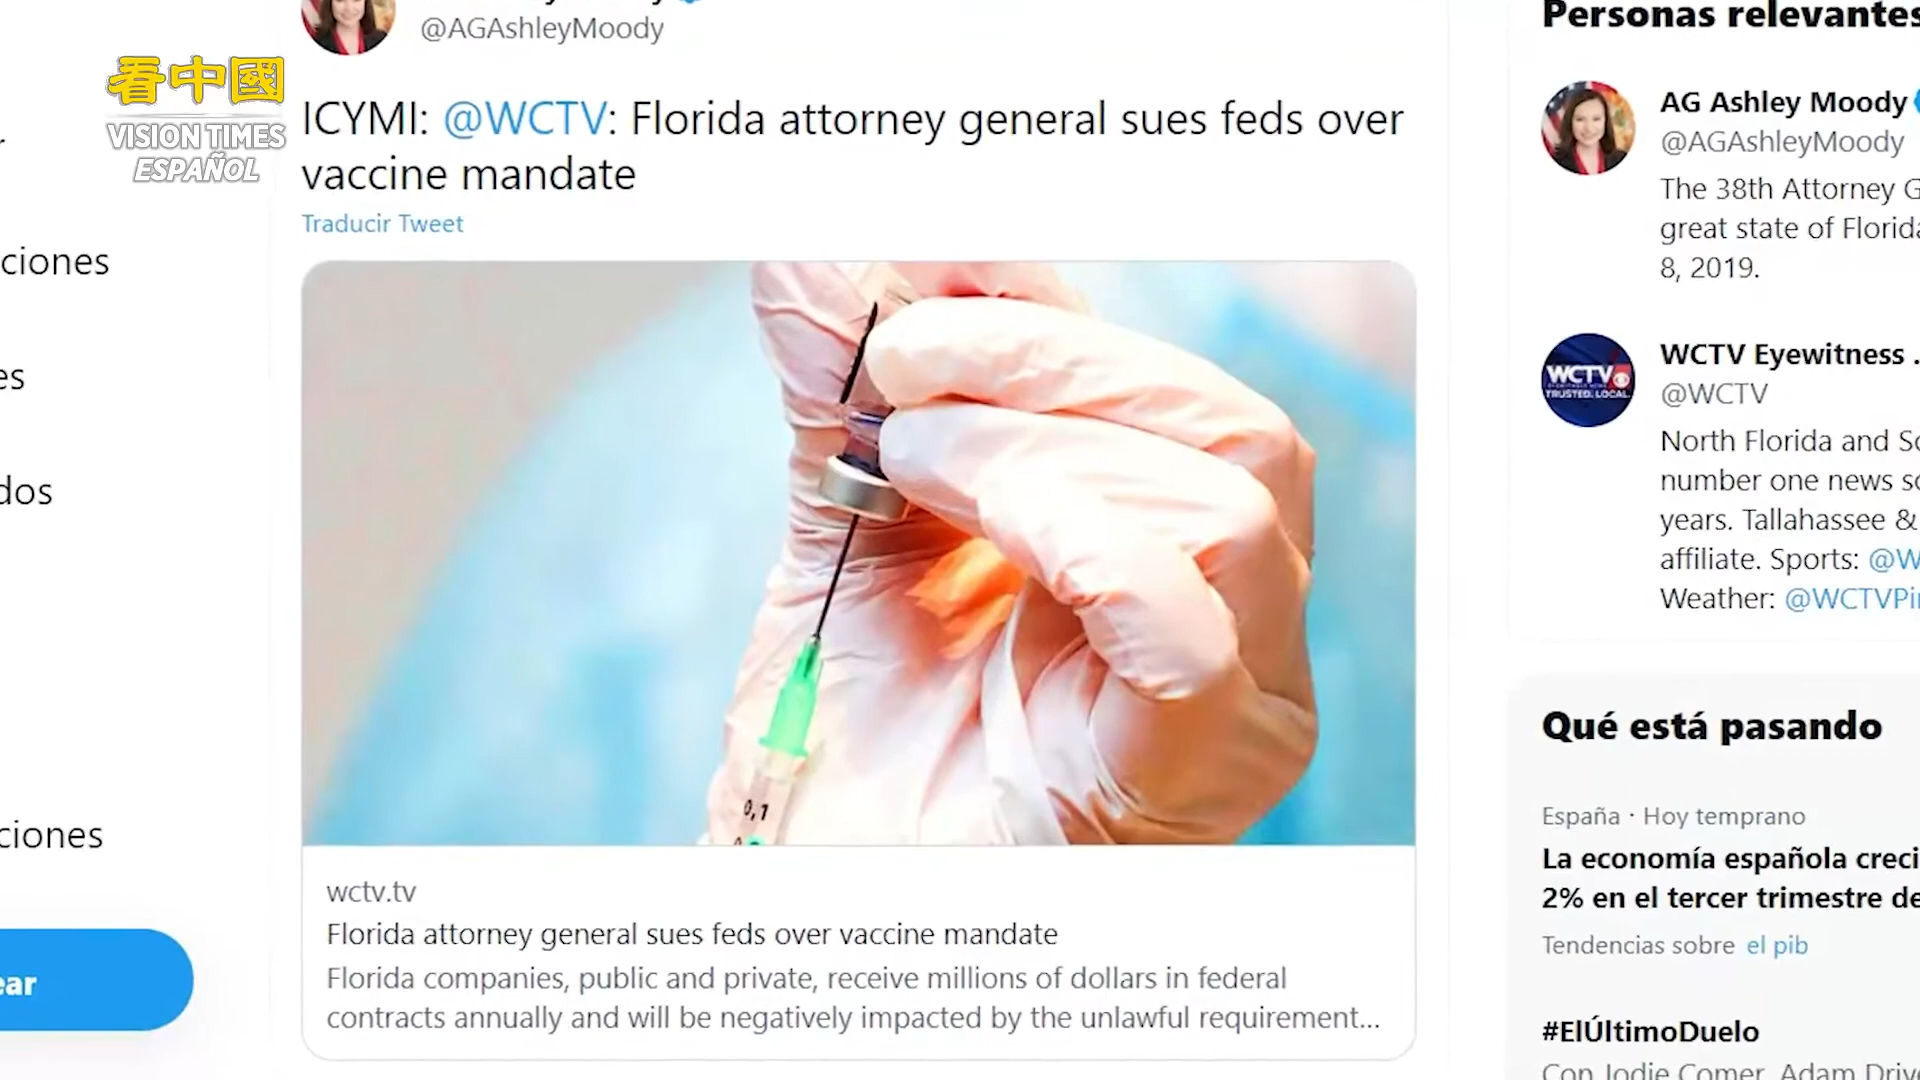 看中國
VISION TIMES
ESPAÑOL
ciones
es
dos
ciones
ear
@AGAshleyMoody
ICYMI: @WCTV: Florida attorney general sues feds over
vaccine mandate
Traducir Tweet
0,1
wctv.tv
Florida attorney general sues feds over vaccine mandate
Florida companies, public and private, receive millions of dollars in federal
contracts annually and will be negatively impacted by the unlawful requirement...
Personas relevantes
AG Ashley Moody
@AGAshleyMoody
The 38th Attorney G
great state of Florida
8, 2019.
WCTV
TRUSTED. LOCAL.
WCTV Eyewitness .
@WCTV
North Florida and So
number one news so
years. Tallahassee &
affiliate. Sports: @W
Weather: @WCTVPi
Qué está pasando
España · Hoy temprano
La economía española creci
2% en el tercer trimestre de
Tendencias sobre el pib
#ElÚltimoDuelo
Con Jodie Comer, Adam Drive